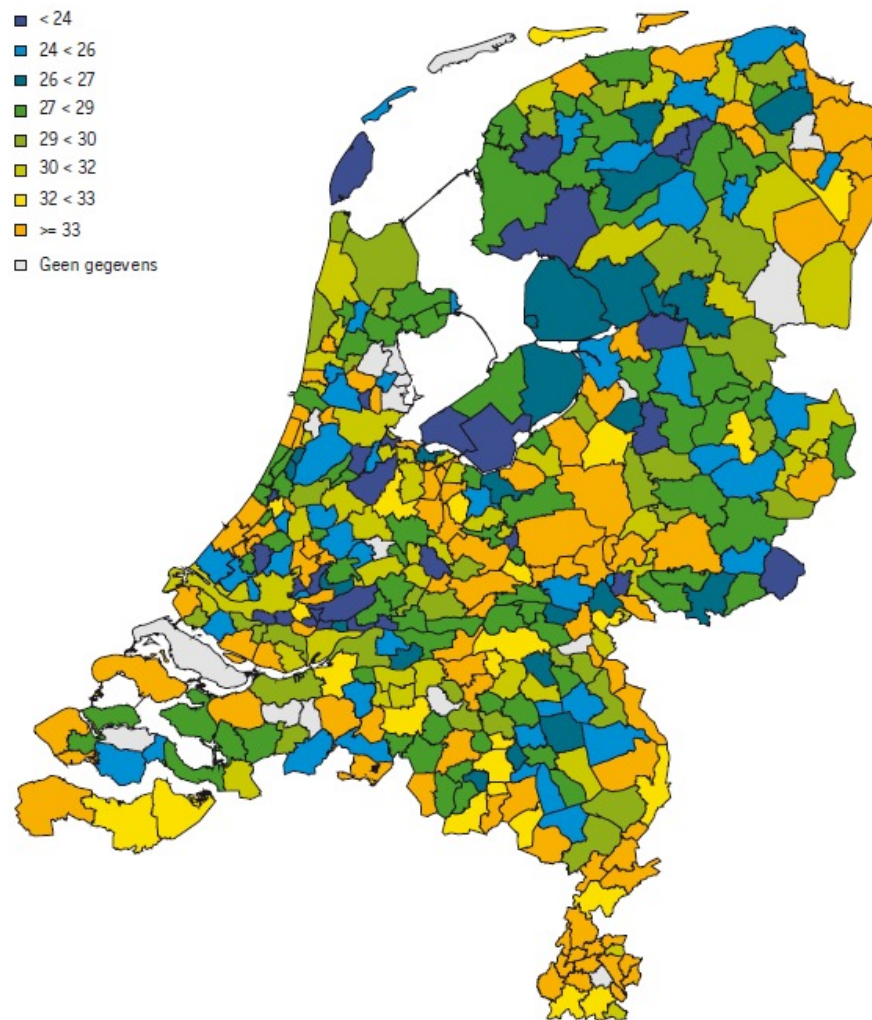 < 24
24 < 26
26 < 27
27 < 29
29 < 30
30 < 32
32 < 33
>= 33
Geen gegevens